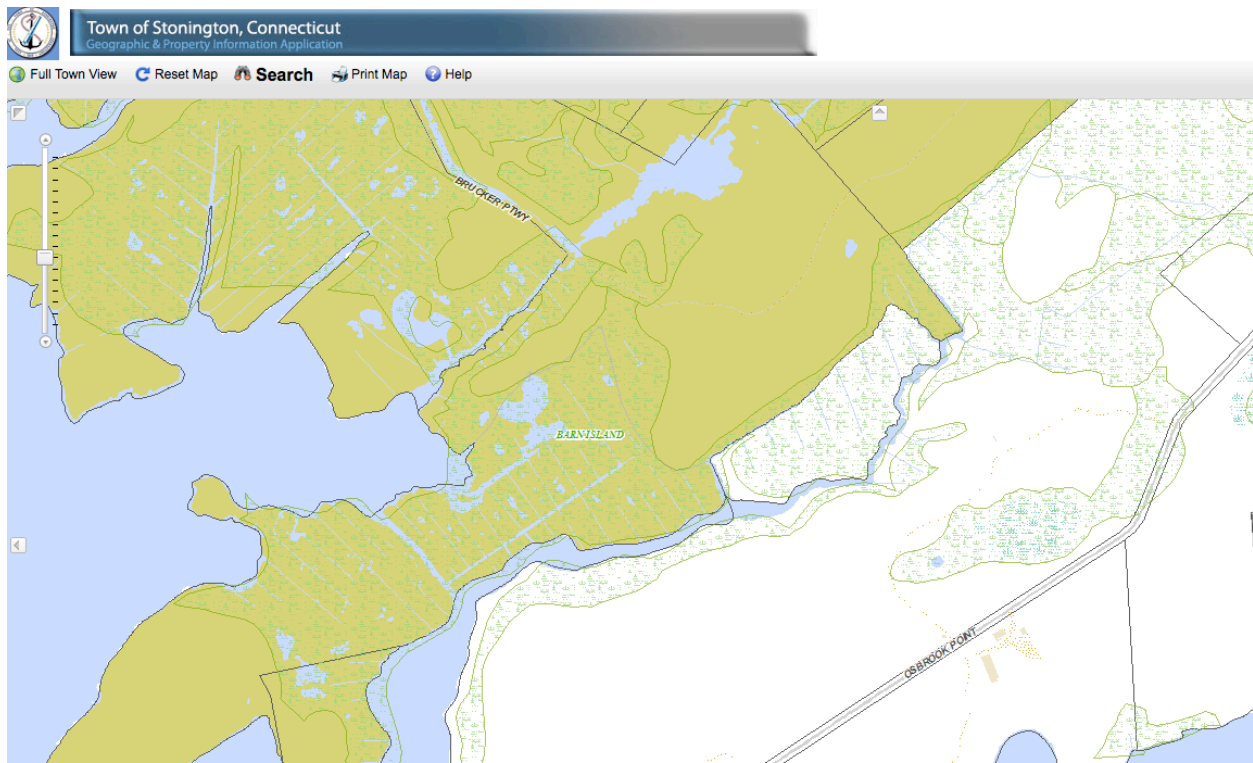 Town of Stonington, Connecticut
Geographic & Property Information Application
Full Town View Reset Map Search Print Map Help
BRUCKER PTWY
BARN ISLAND
OSBROOK POINT